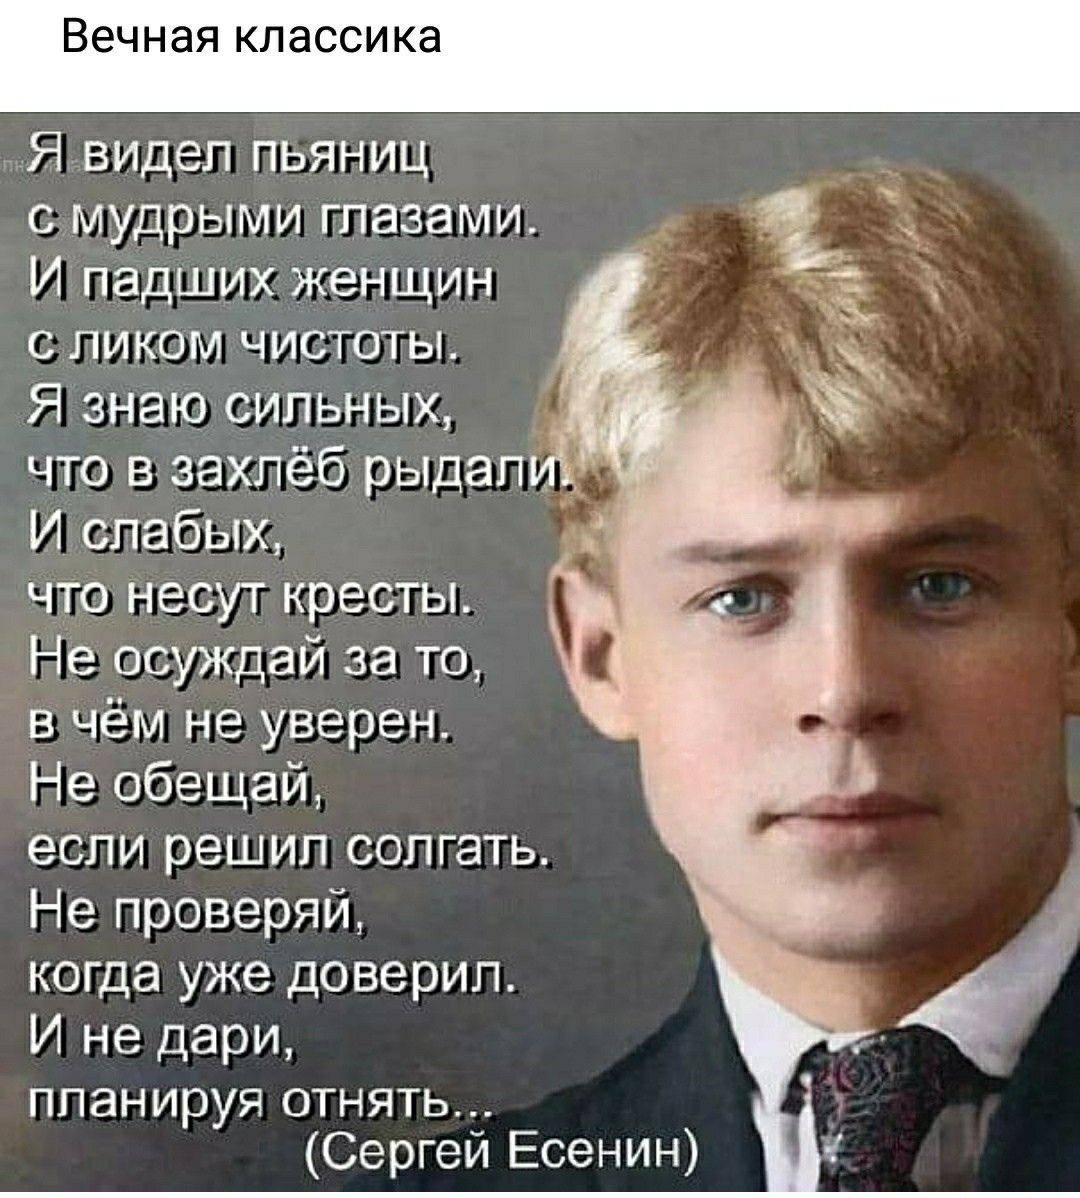 Вечная классика
Я видел пьяниц
с мудрыми глазами.
И падших женщин
с ликом чистоты.
Я знаю сильных,
что в захлёб рыдали.
И слабых,
что несут кресты.
Не осуждай за то,
в чём не уверен.
Не обещай,
если решил солгать.
Не проверяй,
когда уже доверил.
И не дари,
планируя отнять...
(Сергей Есенин)